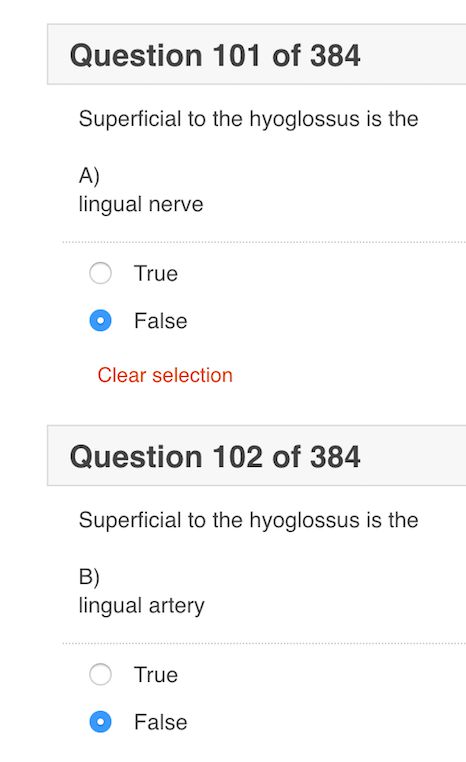 Question 101 of 384
Superficial to the hyoglossus is the
A)
lingual nerve
True
False
Clear selection
Question 102 of 384
Superficial to the hyoglossus is the
B)
lingual artery
True
False